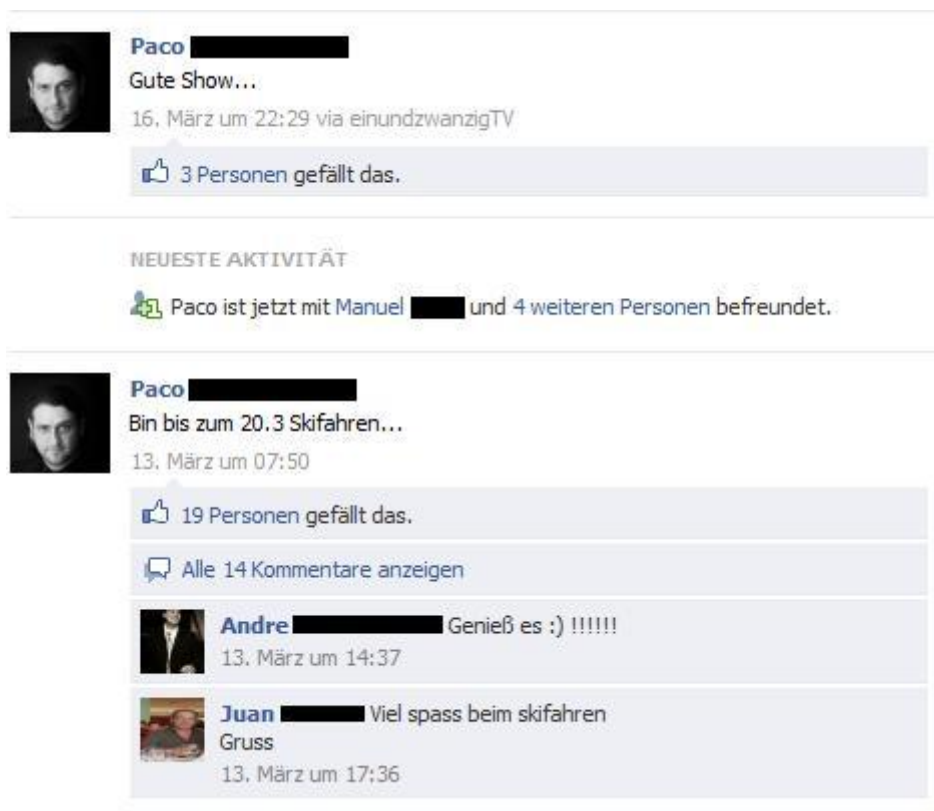 Paco
Gute Show...
16. März um 22:29 via einundzwanzigTV
3 Personen gefällt das.
NEUESTE AKTIVITÄT
Paco ist jetzt mit Manuel und 4 weiteren Personen befreundet.
Paco
Bin bis zum 20.3 Skifahren...
13. März um 07:50
19 Personen gefällt das.
Alle 14 Kommentare anzeigen
Andre Genieß es :) !!!!!!
13. März um 14:37
Juan Viel spass beim skifahren
Gruss
13. März um 17:36